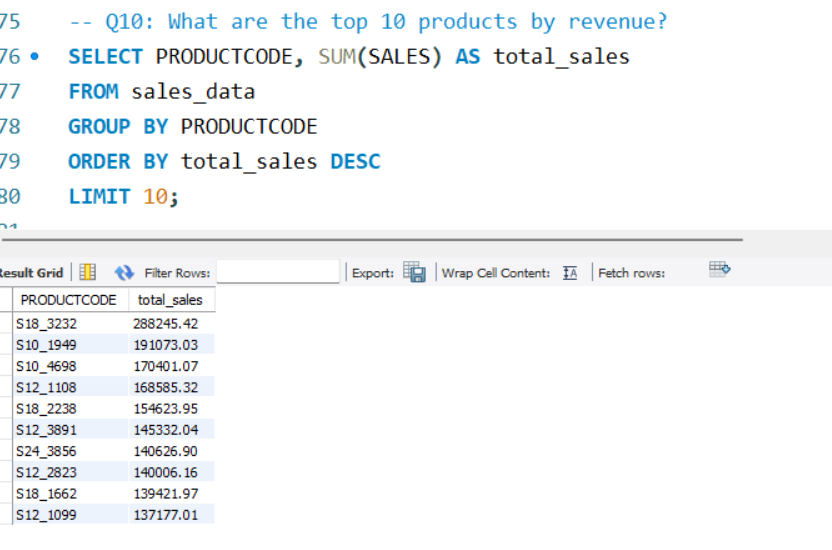 75 -- Q10: What are the top 10 products by revenue?
76 SELECT PRODUCTCODE, SUM(SALES) AS total_sales
77 FROM sales_data
78 GROUP BY PRODUCTCODE
79 ORDER BY total_sales DESC
80 LIMIT 10;
Result Grid Filter Rows: Export: Wrap Cell Content: Fetch rows:
PRODUCTCODE total_sales
S18_3232 288245.42
S10_1949 191073.03
S10_4698 170401.07
S12_1108 168585.32
S18_2238 154623.95
S12_3891 145332.04
S24_3856 140626.90
S12_2823 140006.16
S18_1662 139421.97
S12_1099 137177.01